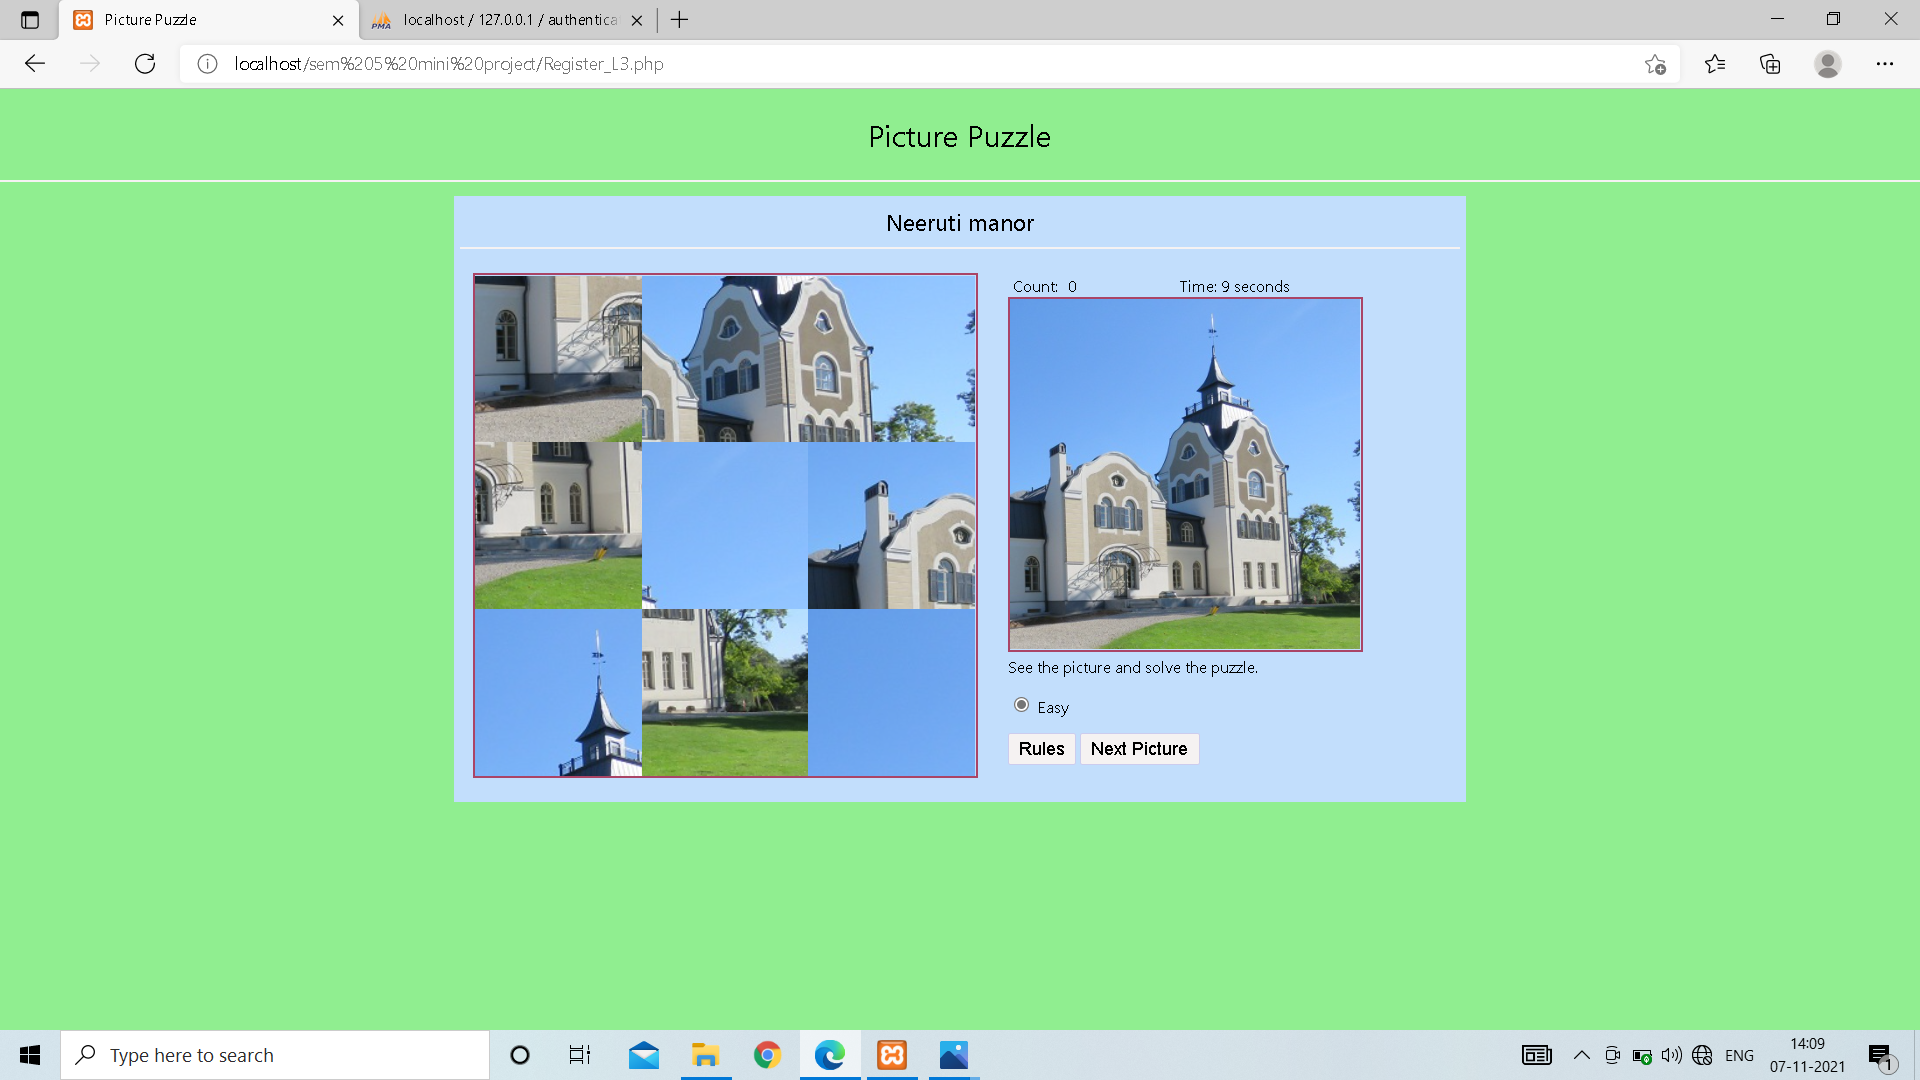 Picture Puzzle
localhost / 127.0.0.1 / authentica
localhost/sem%205%20mini%20project/Register_L3.php
Picture Puzzle
Neeruti manor
Count: 0 Time: 9 seconds
See the picture and solve the puzzle.
Easy
Rules Next Picture
Type here to search
ENG
14:09
07-11-2021
1